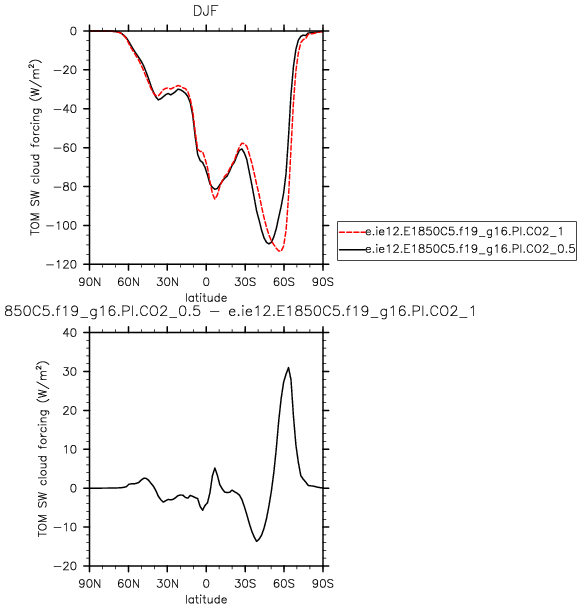 DJF
TOM SW cloud forcing (W/m²)
0
−20
−40
−60
−80
−100
−120
90N 60N 30N 0 30S 60S 90S
latitude
e.ie12.E1850C5.f19_g16.PI.CO2_1
e.ie12.E1850C5.f19_g16.PI.CO2_0.5
850C5.f19_g16.PI.CO2_0.5 − e.ie12.E1850C5.f19_g16.PI.CO2_1
TOM SW cloud forcing (W/m²)
40
30
20
10
0
−10
−20
90N 60N 30N 0 30S 60S 90S
latitude